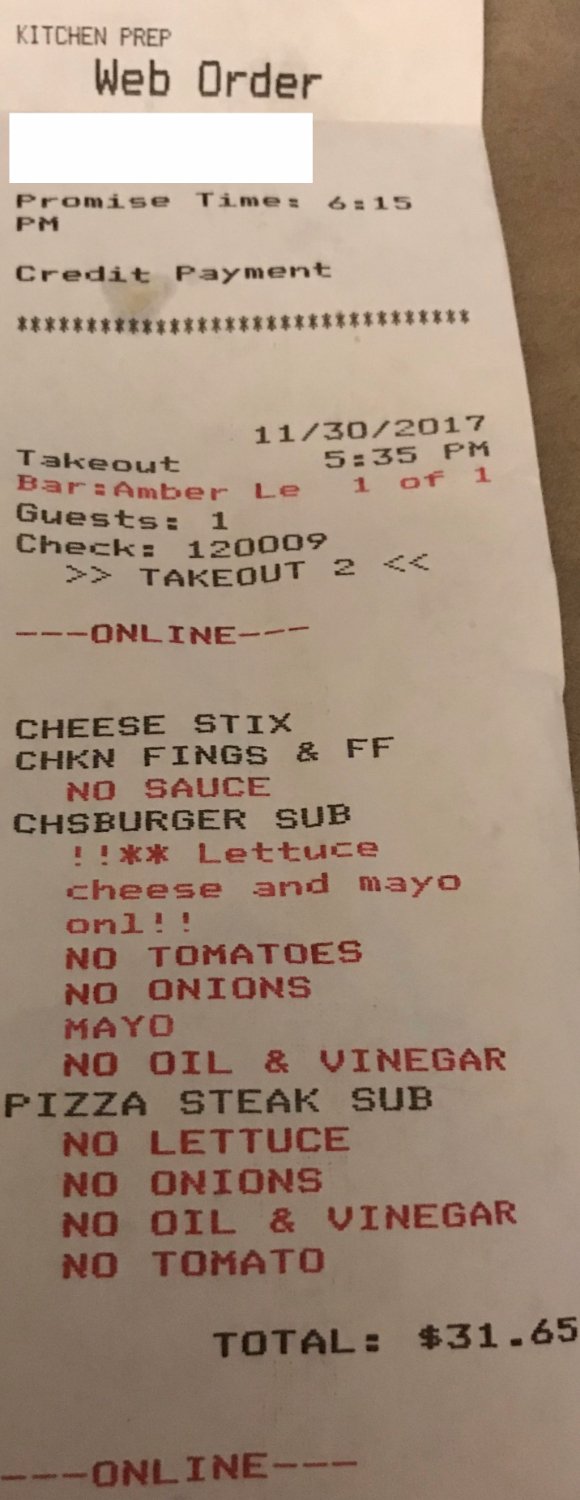 KITCHEN PREP
Web Order
Promise Time: 6:15
PM
Credit Payment
*********************************
11/30/2017
Takeout 5:35 PM
Bar:Amber Le 1 of 1
Guests: 1
Check: 120009
>> TAKEOUT 2 <<
---ONLINE---
CHEESE STIX
CHKN FINGS & FF
NO SAUCE
CHSBURGER SUB
!!** Lettuce
cheese and mayo
onl!!
NO TOMATOES
NO ONIONS
MAYO
NO OIL & VINEGAR
PIZZA STEAK SUB
NO LETTUCE
NO ONIONS
NO OIL & VINEGAR
NO TOMATO
TOTAL: $31.65
---ONLINE---